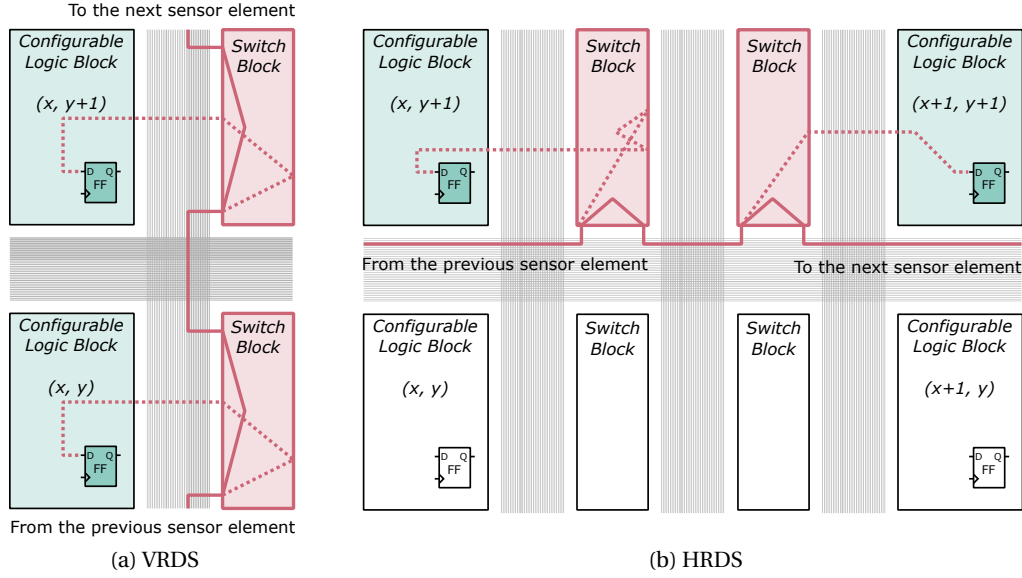 To the next sensor element
Configurable
Logic Block
(x, y+1)
D Q
FF
Switch
Block
Configurable
Logic Block
(x, y)
D Q
FF
Switch
Block
From the previous sensor element
(a) VRDS
Configurable
Logic Block
(x, y+1)
D Q
FF
Switch
Block
Switch
Block
Configurable
Logic Block
(x+1, y+1)
D Q
FF
From the previous sensor element
To the next sensor element
Configurable
Logic Block
(x, y)
D Q
FF
Switch
Block
Switch
Block
Configurable
Logic Block
(x+1, y)
D Q
FF
(b) HRDS